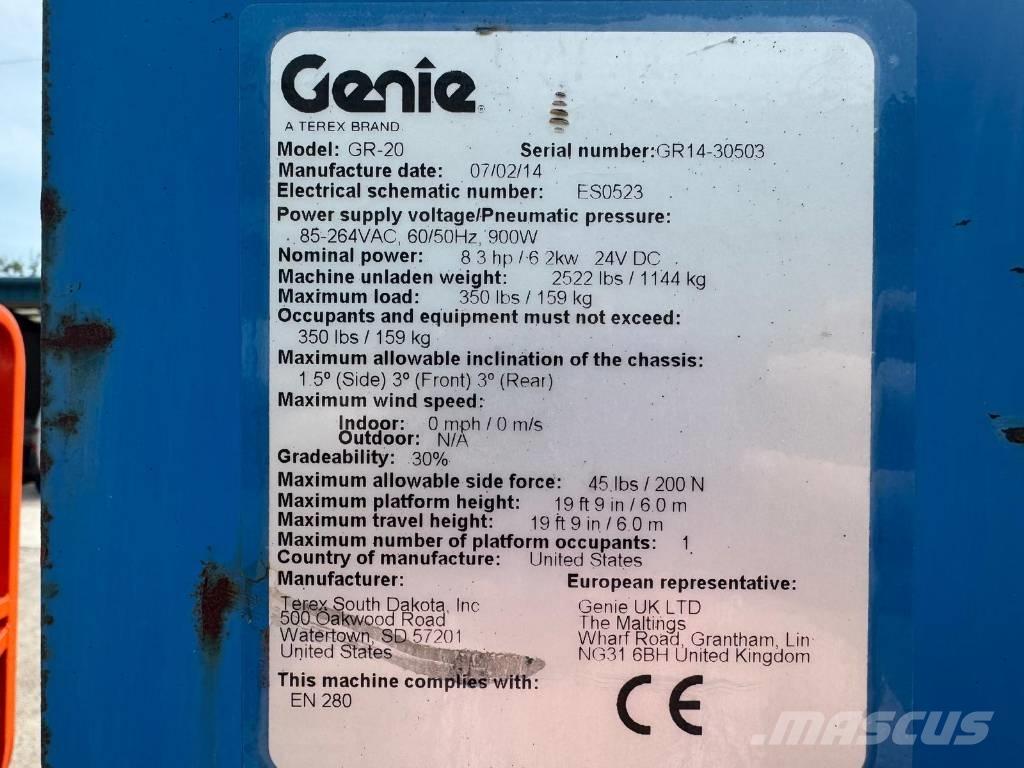 Genie
A TEREX BRAND
Model: GR-20 Serial number:GR14-30503
Manufacture date: 07/02/14
Electrical schematic number: ES0523
Power supply voltage/Pneumatic pressure:
85-264VAC, 60/50Hz, 900W
Nominal power: 8.3 hp / 6.2kw 24V DC
Machine unladen weight: 2522 lbs / 1144 kg
Maximum load: 350 lbs / 159 kg
Occupants and equipment must not exceed:
350 lbs / 159 kg
Maximum allowable inclination of the chassis:
1.5º (Side) 3º (Front) 3º (Rear)
Maximum wind speed:
Indoor: 0 mph / 0 m/s
Outdoor: N/A
Gradeability: 30%
Maximum allowable side force: 45 lbs / 200 N
Maximum platform height: 19 ft 9 in / 6.0 m
Maximum travel height: 19 ft 9 in / 6.0 m
Maximum number of platform occupants: 1
Country of manufacture: United States
Manufacturer: European representative:
Terex South Dakota, Inc Genie UK LTD
500 Oakwood Road The Maltings
Watertown, SD 57201 Wharf Road, Grantham, Lin
United States NG31 6BH United Kingdom
This machine complies with:
EN 280
CE
MASCUS